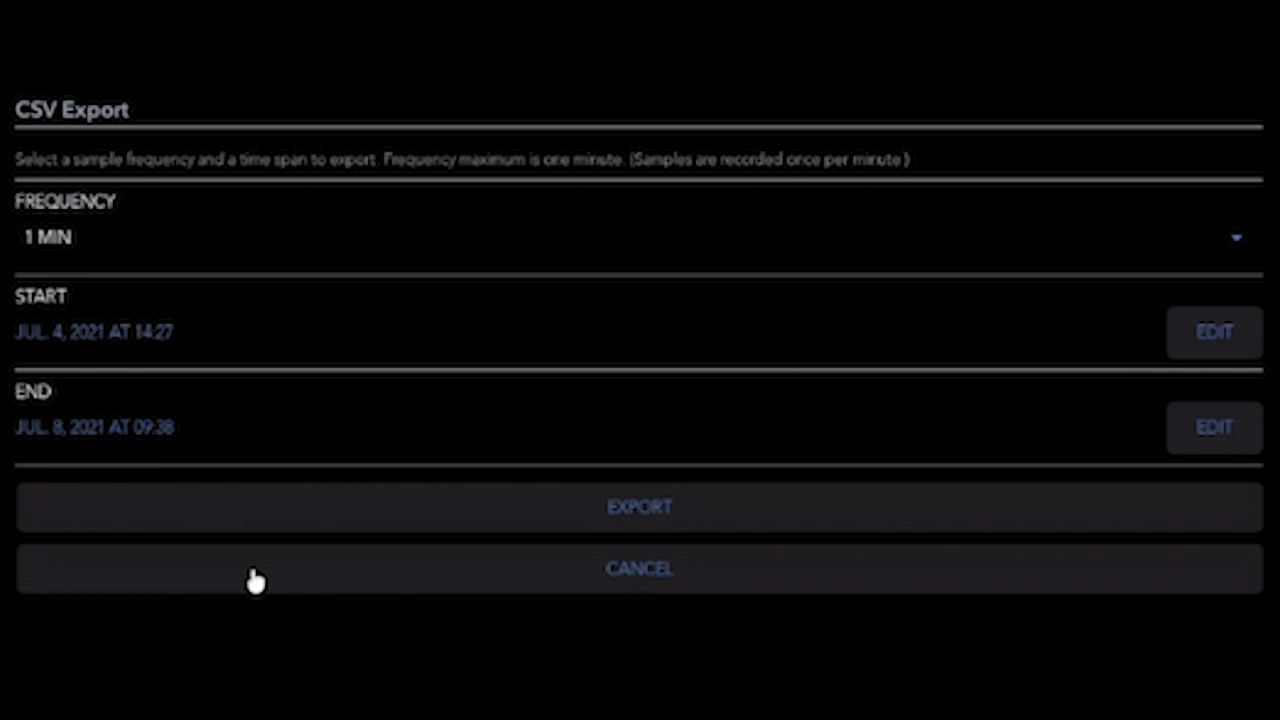 CSV Export
Select a sample frequency and a time span to export. Frequency maximum is one minute. (Samples are recorded once per minute.)
FREQUENCY
1 MIN
START
JUL. 4, 2021 AT 14:27
EDIT
END
JUL. 8, 2021 AT 09:38
EDIT
EXPORT
CANCEL